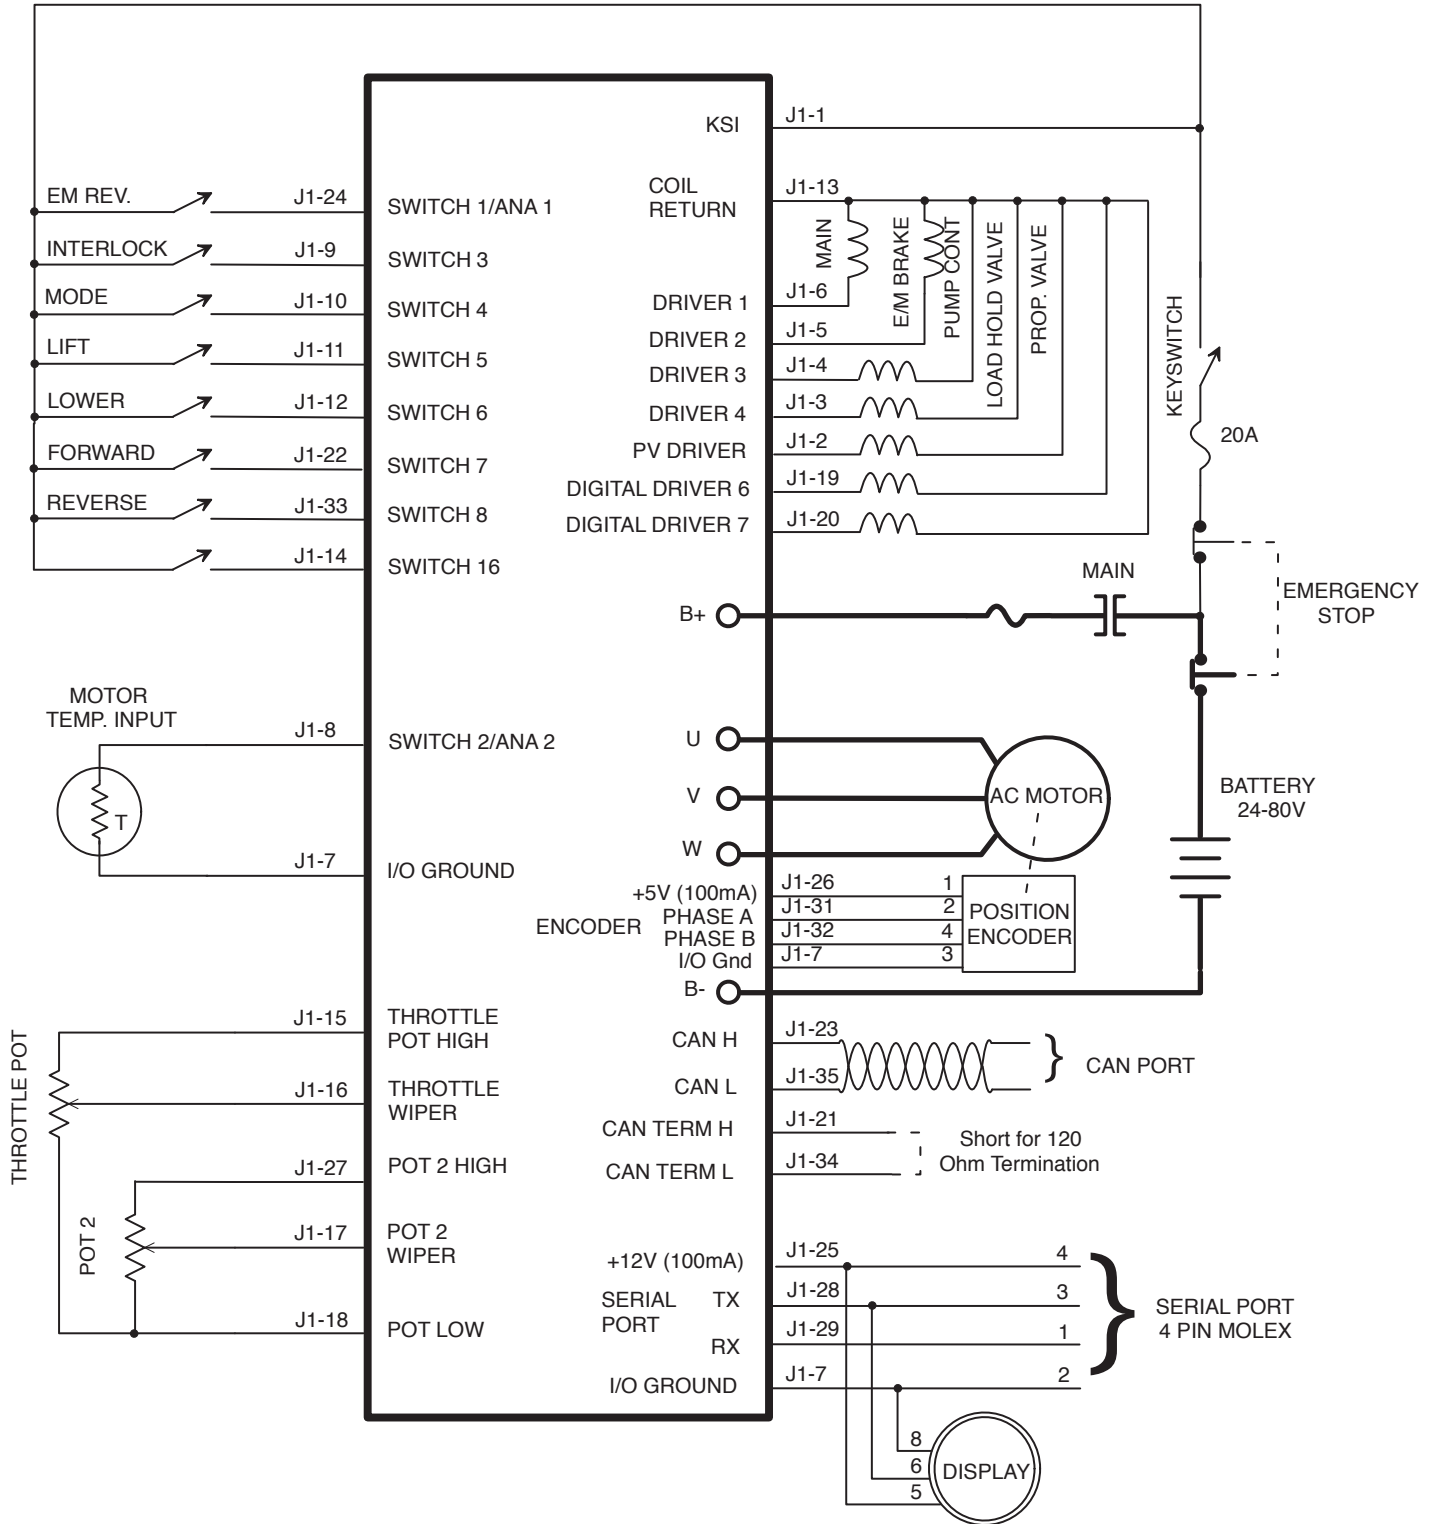 KSI
J1-1
COIL
RETURN
J1-13
EM REV.
J1-24
SWITCH 1/ANA 1
INTERLOCK
J1-9
SWITCH 3
MODE
J1-10
SWITCH 4
LIFT
J1-11
SWITCH 5
LOWER
J1-12
SWITCH 6
FORWARD
J1-22
SWITCH 7
REVERSE
J1-33
SWITCH 8
J1-14
SWITCH 16
MAIN
E/M BRAKE
PUMP CONT
LOAD HOLD VALVE
PROP. VALVE
DRIVER 1
J1-6
DRIVER 2
J1-5
DRIVER 3
J1-4
DRIVER 4
J1-3
PV DRIVER
J1-2
DIGITAL DRIVER 6
J1-19
DIGITAL DRIVER 7
J1-20
KEYSWITCH
20A
MAIN
EMERGENCY
STOP
B+
MOTOR
TEMP. INPUT
J1-8
SWITCH 2/ANA 2
T
J1-7
I/O GROUND
U
V
W
AC MOTOR
BATTERY
24-80V
ENCODER
+5V (100mA)
J1-26
1
PHASE A
J1-31
2
PHASE B
J1-32
4
I/O Gnd
J1-7
3
POSITION
ENCODER
B-
THROTTLE POT
J1-15
THROTTLE
POT HIGH
J1-16
THROTTLE
WIPER
J1-27
POT 2 HIGH
POT 2
J1-17
POT 2
WIPER
J1-18
POT LOW
CAN H
J1-23
CAN L
J1-35
CAN PORT
CAN TERM H
J1-21
CAN TERM L
J1-34
Short for 120
Ohm Termination
+12V (100mA)
J1-25
4
SERIAL
PORT
TX
J1-28
3
RX
J1-29
1
I/O GROUND
J1-7
2
SERIAL PORT
4 PIN MOLEX
8
6
5
DISPLAY